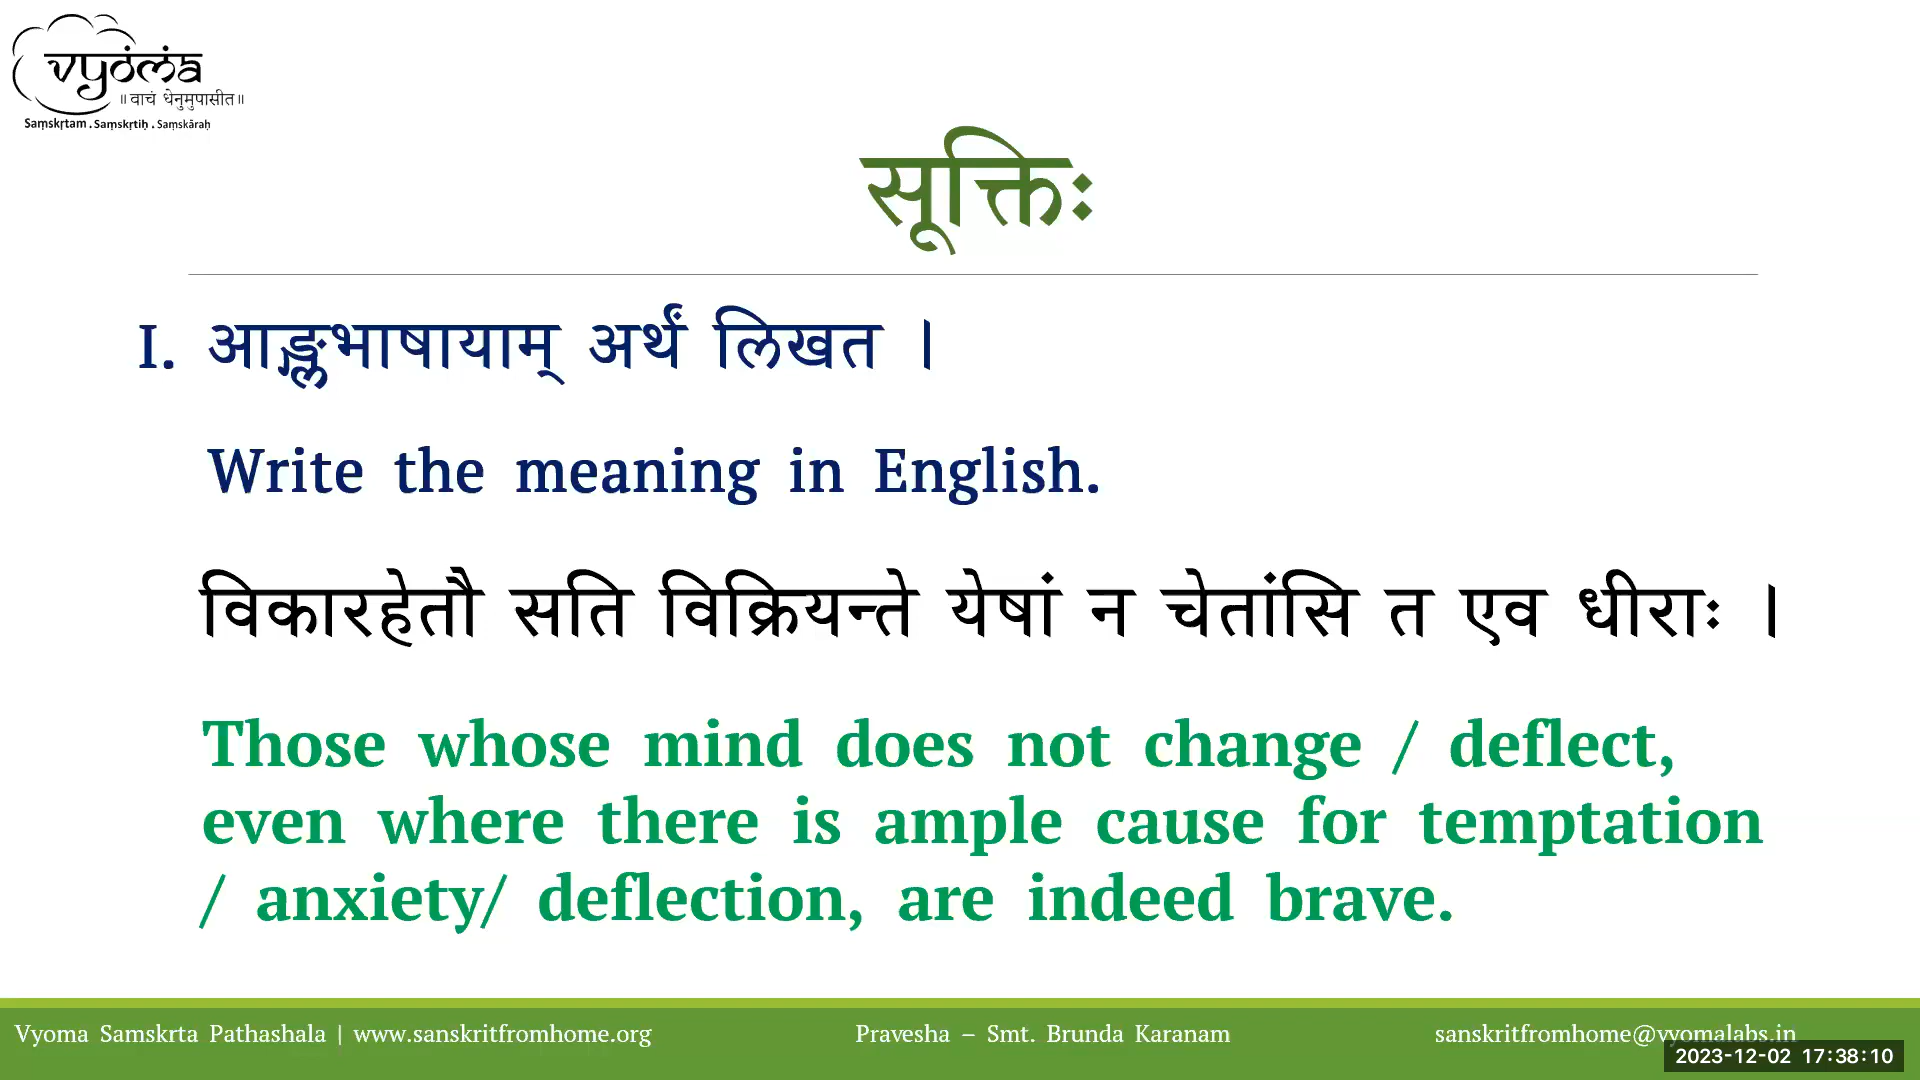 vyoma
॥ वाचं धेनुमुपासीत॥
Saṃskṛtam . Saṃskṛtiḥ . Saṃskāraḥ
सूक्तिः
I. आङ्ग्लभाषायाम् अर्थं लिखत ।
Write the meaning in English.
विकारहेतौ सति विक्रियन्ते येषां न चेतांसि त एव धीराः ।
Those whose mind does not change / deflect,
even where there is ample cause for temptation
/ anxiety/ deflection, are indeed brave.
Vyoma Samskrta Pathashala | www.sanskritfromhome.org Pravesha – Smt. Brunda Karanam sanskritfromhome@vyomalabs.in
2023-12-02 17:38:10